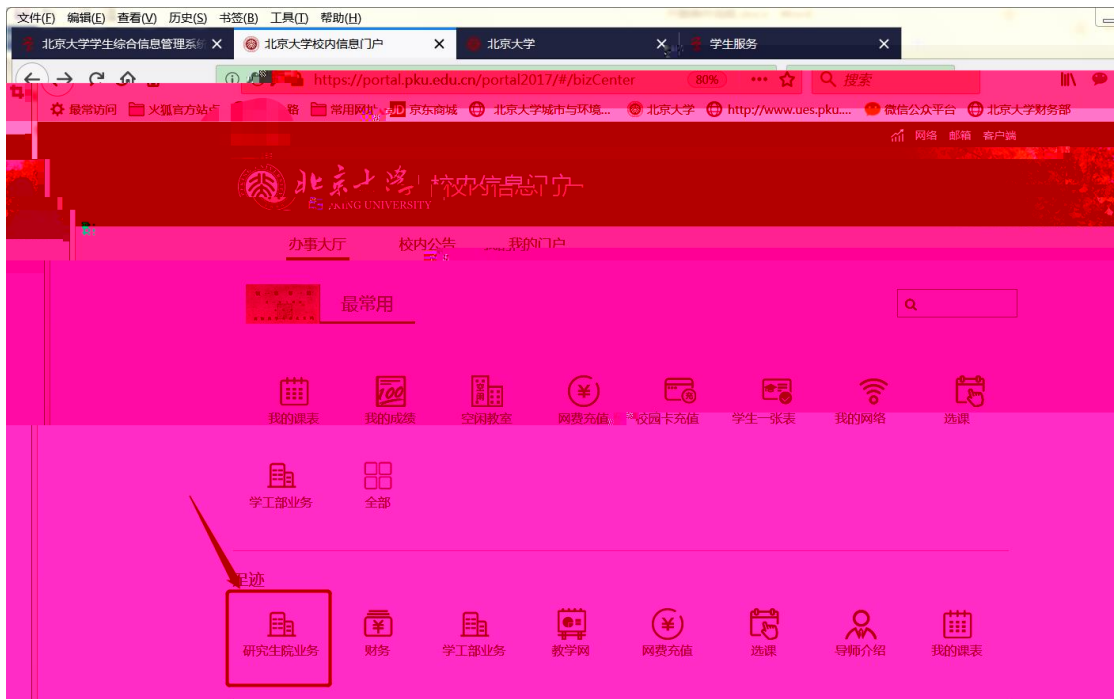 文件(F) 编辑(E) 查看(V) 历史(S) 书签(B) 工具(T) 帮助(H)
北京大学学生综合信息管理系统 北京大学校内信息门户 北京大学 学生服务
https://portal.pku.edu.cn/portal2017/#/bizCenter 80% 搜索
最常访问 火狐官方站点 常用网址 JD 京东商城 北京大学城市与环境... 北京大学 http://www.ues.pku.... 微信公众平台 北京大学财务部
网络 邮箱 客户端
北京大学 校内信息门户
PEKING UNIVERSITY
办事大厅 校内公告 我的门户
最常用
我的课表 我的成绩 空闲教室 网费充值 校园卡充值 学生一张表 我的网络 选课
学工部业务 全部
足迹
研究生院业务 财务 学工部业务 教学网 网费充值 选课 导师介绍 我的课表